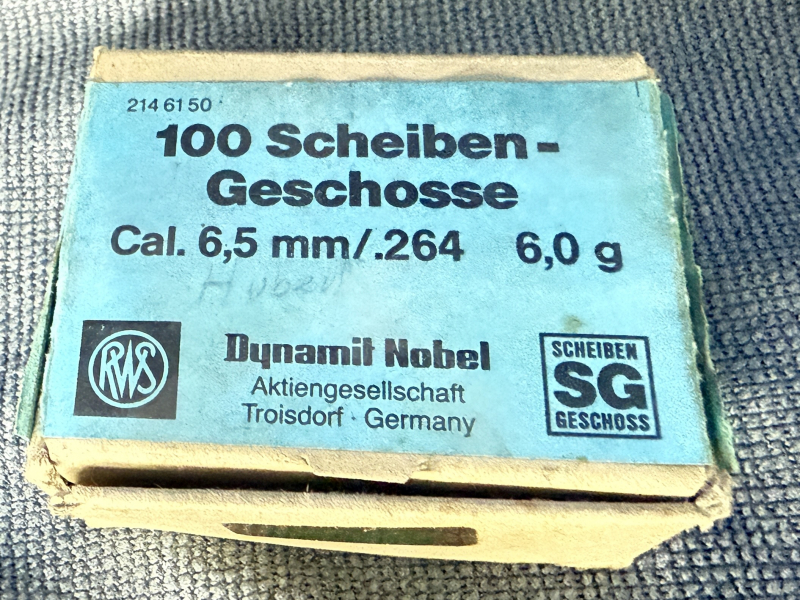 214 61 50
100 Scheiben-
Geschosse
Cal. 6,5 mm/.264 6,0 g
RWS
Dynamit Nobel
Aktiengesellschaft
Troisdorf · Germany
SCHEIBEN
SG
GESCHOSS